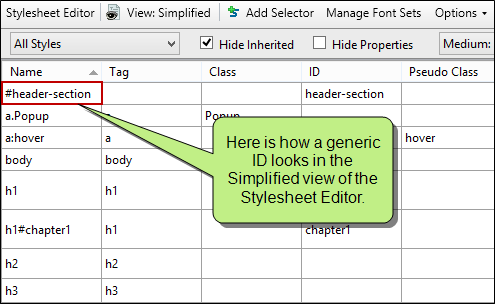 Stylesheet Editor View: Simplified Add Selector Manage Font Sets Options
All Styles Hide Inherited Hide Properties Medium:
Name Tag Class ID Pseudo Class
#header-section header-section
a.Popup Popup
a:hover a hover
body body
h1 h1
h1#chapter1 h1 chapter1
h2 h2
h3 h3
Here is how a generic
ID looks in the
Simplified view of the
Stylesheet Editor.